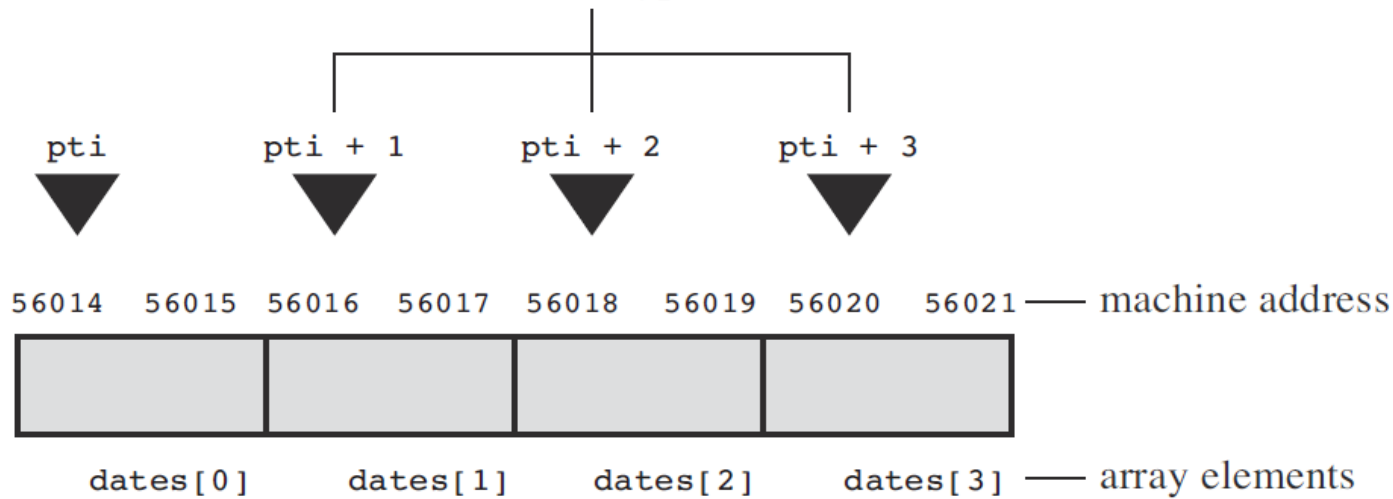 pti pti + 1 pti + 2 pti + 3
56014 56015 56016 56017 56018 56019 56020 56021 machine address
dates[0] dates[1] dates[2] dates[3] array elements